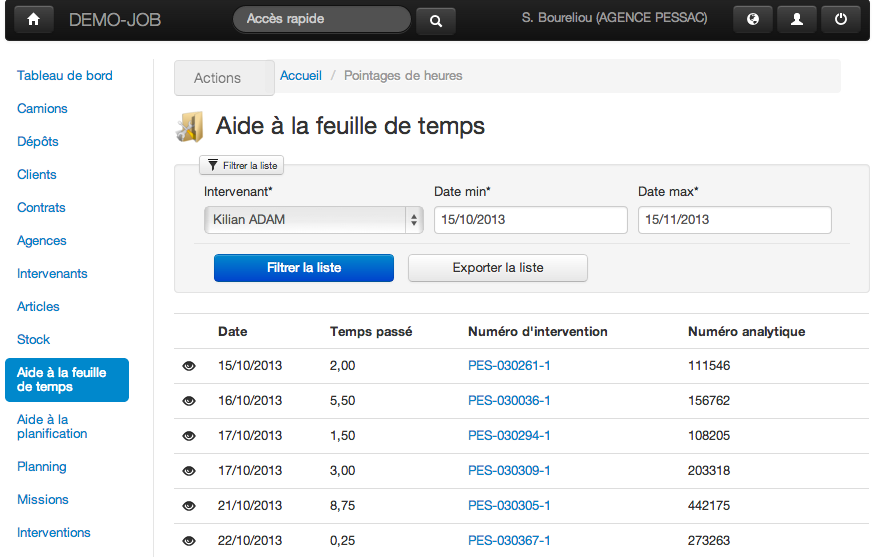 DEMO-JOB Accès rapide S. Boureliou (AGENCE PESSAC)
Tableau de bord
Camions
Dépôts
Clients
Contrats
Agences
Intervenants
Articles
Stock
Aide à la feuille
de temps
Aide à la
planification
Planning
Missions
Interventions
Actions Accueil / Pointages de heures
Aide à la feuille de temps
Filtrer la liste
Intervenant* Date min* Date max*
Kilian ADAM 15/10/2013 15/11/2013
Filtrer la liste Exporter la liste
Date Temps passé Numéro d'intervention Numéro analytique
15/10/2013 2,00 PES-030261-1 111546
16/10/2013 5,50 PES-030036-1 156762
17/10/2013 1,50 PES-030294-1 108205
17/10/2013 3,00 PES-030309-1 203318
21/10/2013 8,75 PES-030305-1 442175
22/10/2013 0,25 PES-030367-1 273263